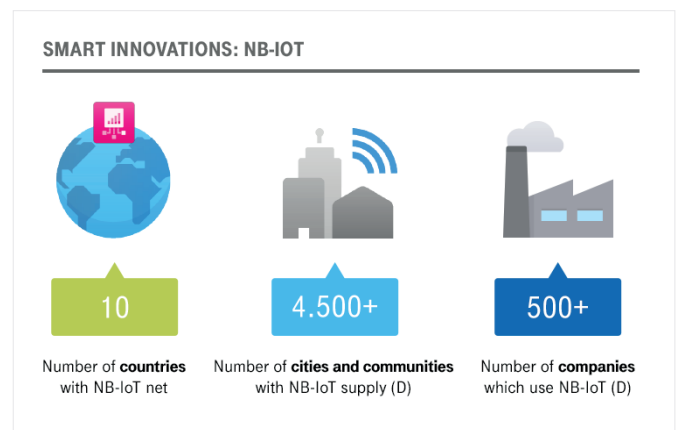 SMART INNOVATIONS: NB-IOT
10
Number of countries
with NB-IoT net
4.500+
Number of cities and communities
with NB-IoT supply (D)
500+
Number of companies
which use NB-IoT (D)